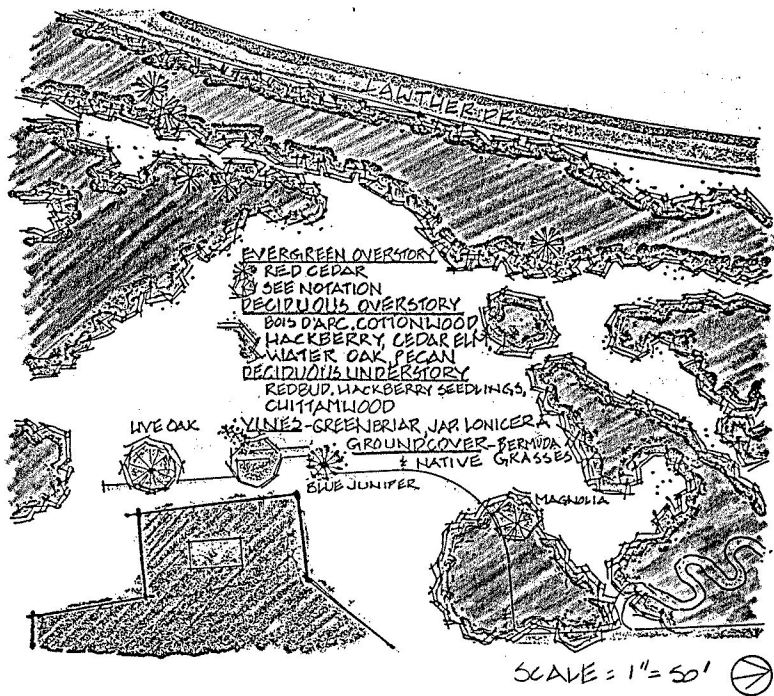 LAWTHER DR
EVERGREEN OVERSTORY
RED CEDAR
SEE NOTATION
DECIDUOUS OVERSTORY
BOIS D'ARC, COTTONWOOD,
HACKBERRY, CEDAR ELM,
WATER OAK, PECAN
DECIDUOUS UNDERSTORY
REDBUD, HACKBERRY SEEDLINGS,
CHITTAMWOOD
VINES-GREENBRIAR, JAP. LONICERA
GROUNDCOVER-BERMUDA
& NATIVE GRASSES
LIVE OAK
BLUE JUNIPER
MAGNOLIA
SCALE: 1"= 50'